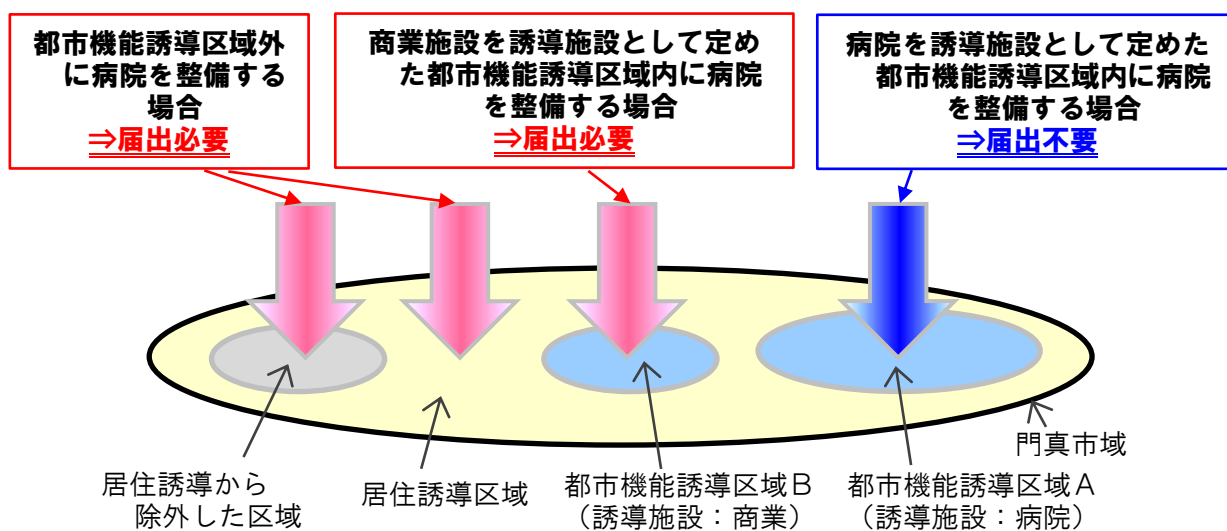 都市機能誘導区域外
に病院を整備する
場合
⇒届出必要
商業施設を誘導施設として定め
た都市機能誘導区域内に病院
を整備する場合
⇒届出必要
病院を誘導施設として定めた
都市機能誘導区域内に病院
を整備する場合
⇒届出不要
門真市域
居住誘導から
除外した区域
居住誘導区域
都市機能誘導区域B
（誘導施設：商業）
都市機能誘導区域A
（誘導施設：病院）